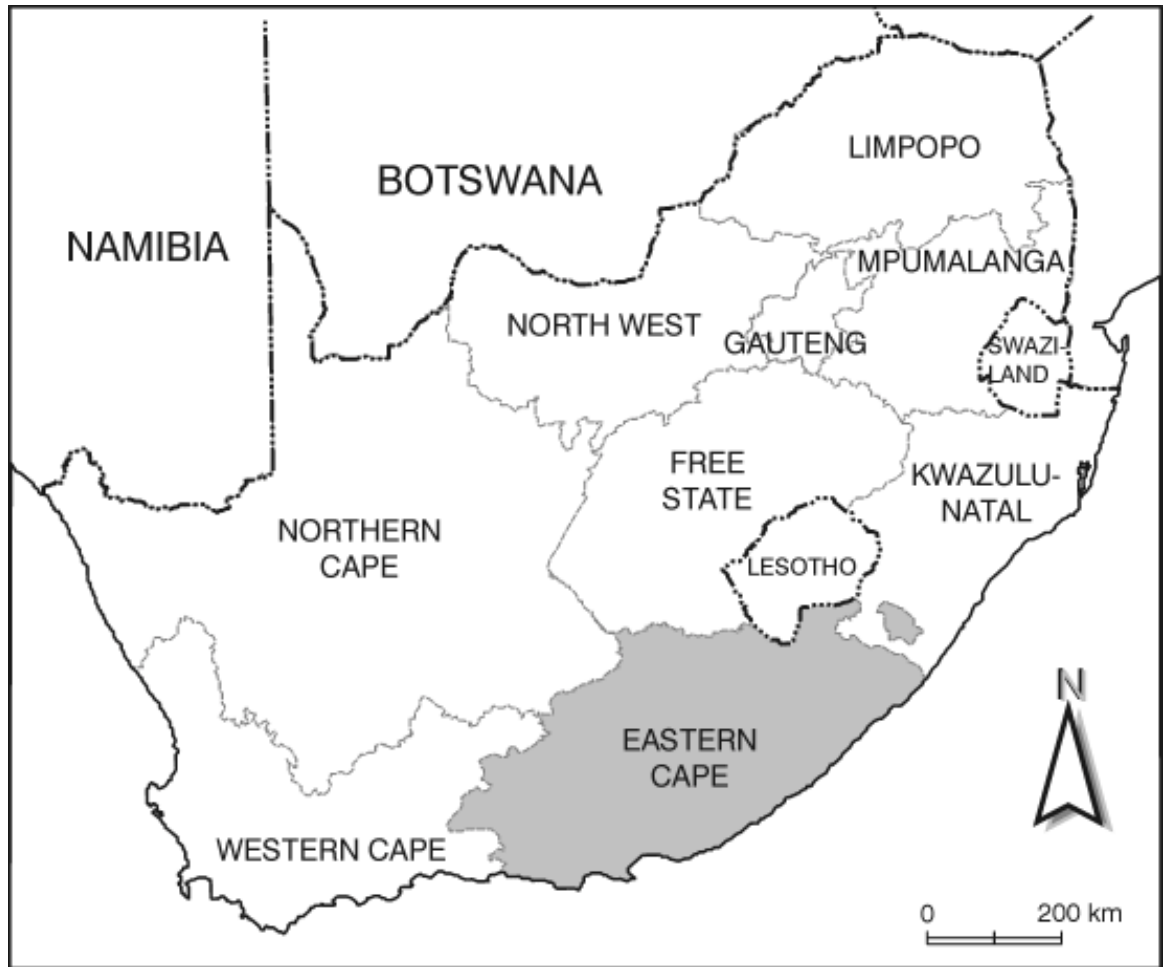 LIMPOPO
BOTSWANA
NAMIBIA
MPUMALANGA
NORTH WEST
GAUTENG
SWAZI-
LAND
FREE
STATE
KWAZULU-
NATAL
NORTHERN
CAPE
LESOTHO
N
EASTERN
CAPE
WESTERN CAPE
0 200 km